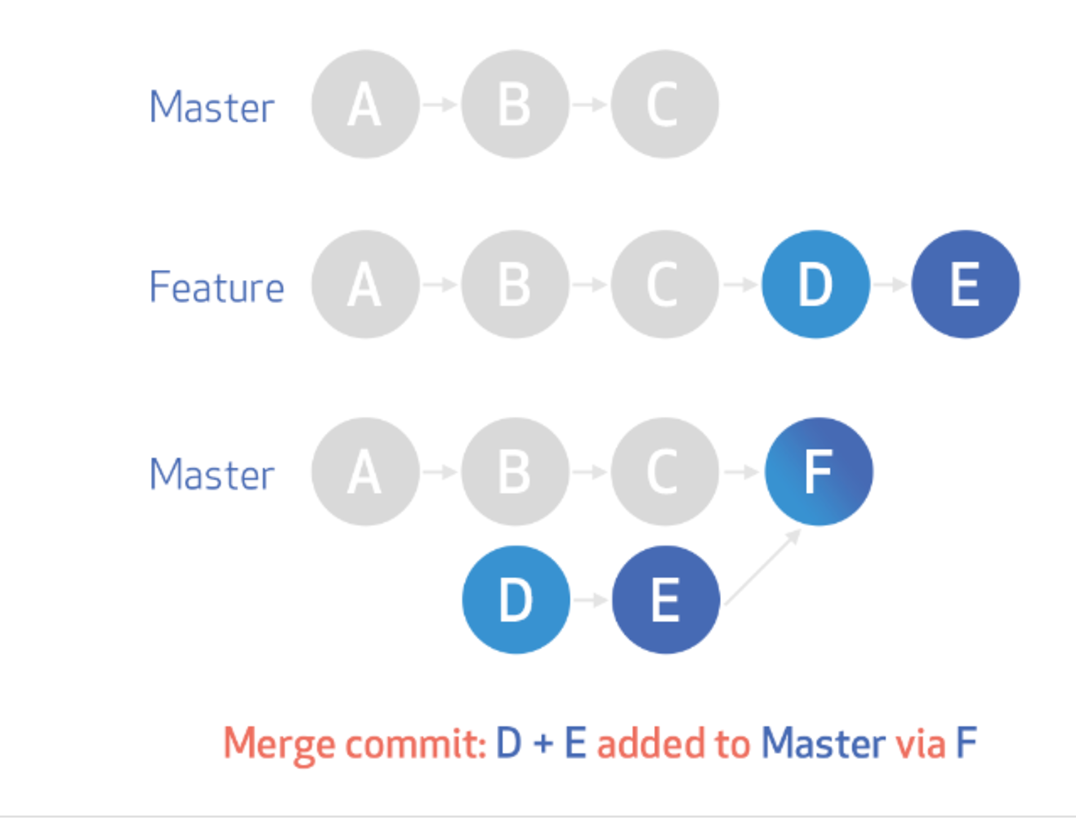 Master A B C
Feature A B C D E
Master A B C F
D E
Merge commit: D + E added to Master via F